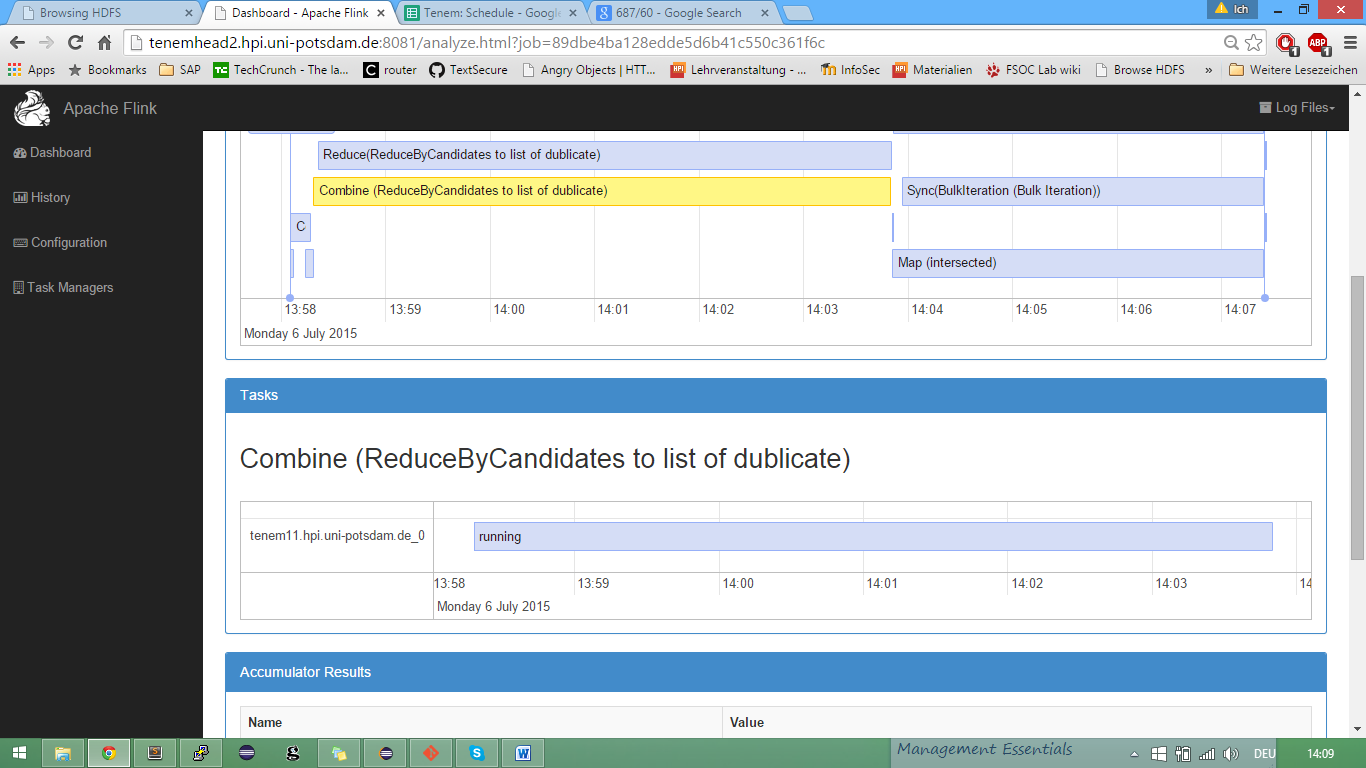 Browsing HDFS
Dashboard - Apache Flink
Tenem: Schedule - Google
687/60 - Google Search
Ich
tenemhead2.hpi.uni-potsdam.de:8081/analyze.html?job=89dbe4ba128edde5d6b41c550c361f6c
ABP
1
1
Apps
Bookmarks
SAP
TechCrunch - The la...
router
TextSecure
Angry Objects | HTT...
Lehrveranstaltung - ...
InfoSec
Materialien
FSOC Lab wiki
Browse HDFS
»
Weitere Lesezeichen
Apache Flink
Log Files
Dashboard
History
Configuration
Task Managers
Reduce(ReduceByCandidates to list of dublicate)
Combine (ReduceByCandidates to list of dublicate)
Sync(BulkIteration (Bulk Iteration))
C
Map (intersected)
13:58 13:59 14:00 14:01 14:02 14:03 14:04 14:05 14:06 14:07
Monday 6 July 2015
Tasks
Combine (ReduceByCandidates to list of dublicate)
tenem11.hpi.uni-potsdam.de_0
running
13:58 13:59 14:00 14:01 14:02 14:03 14
Monday 6 July 2015
Accumulator Results
Name Value
Management Essentials
DEU
14:09